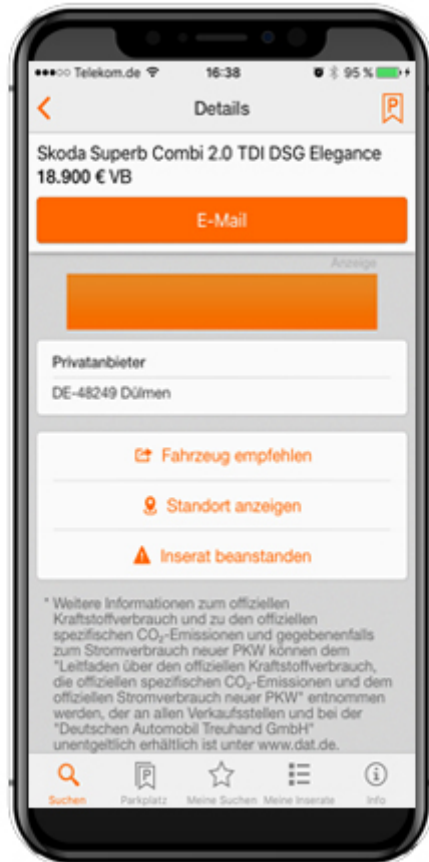 Telekom.de 16:38 95 %
Details
Skoda Superb Combi 2.0 TDI DSG Elegance
18.900 € VB
E-Mail
Anzeige
Privatanbieter
DE-48249 Dülmen
Fahrzeug empfehlen
Standort anzeigen
Inserat beanstanden
* Weitere Informationen zum offiziellen
Kraftstoffverbrauch und zu den offiziellen
spezifischen CO₂-Emissionen und gegebenenfalls
zum Stromverbrauch neuer PKW können dem
"Leitfaden über den offiziellen Kraftstoffverbrauch,
die offiziellen spezifischen CO₂-Emissionen und dem
offiziellen Stromverbrauch neuer PKW" entnommen
werden, der an allen Verkaufsstellen und bei der
"Deutschen Automobil Treuhand GmbH"
unentgeltlich erhältlich ist unter www.dat.de.
Suchen Parkplatz Meine Suchen Meine Inserate Info